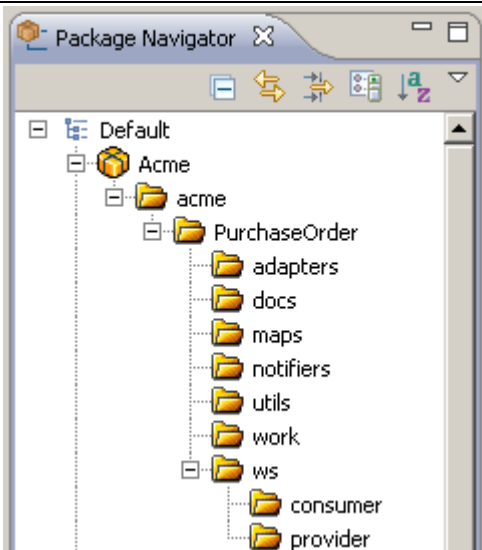 Package Navigator
Default
Acme
acme
PurchaseOrder
adapters
docs
maps
notifiers
utils
work
ws
consumer
provider